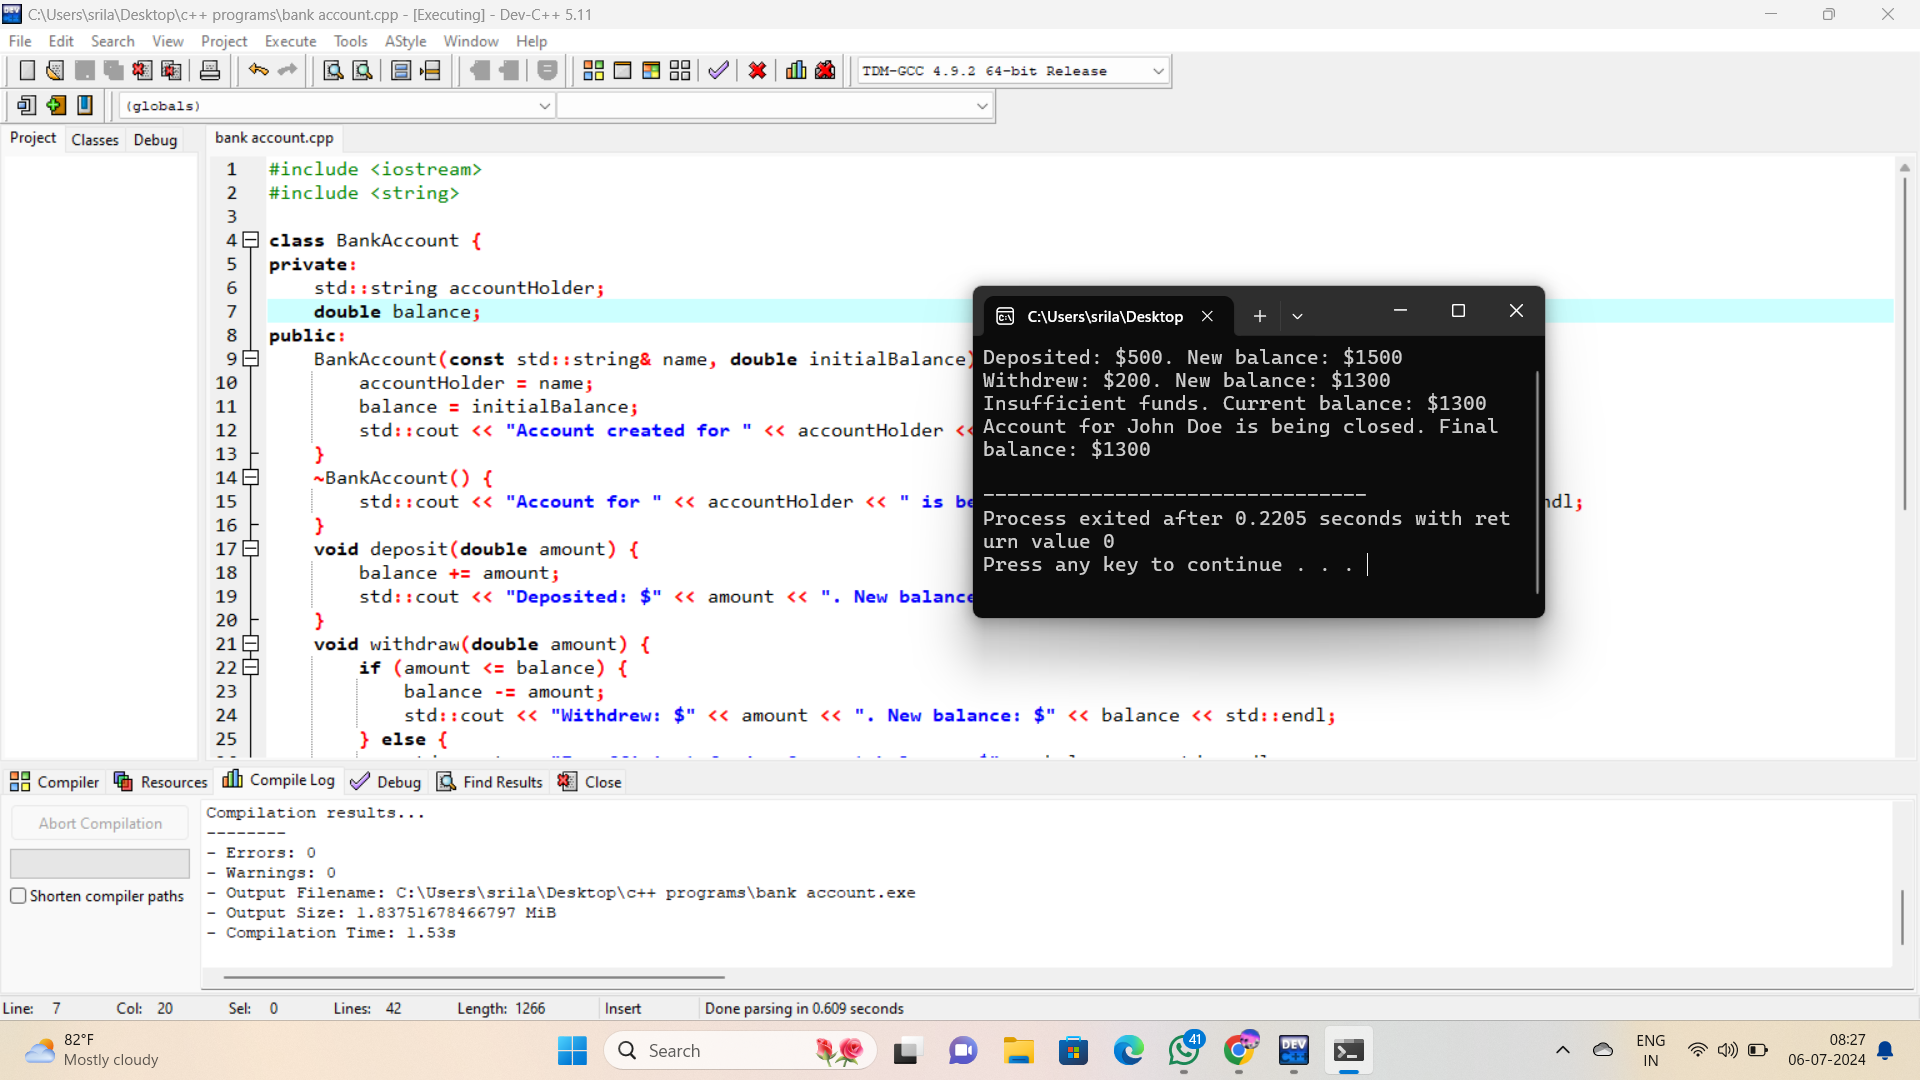 C:\Users\srila\Desktop\c++ programs\bank account.cpp - [Executing] - Dev-C++ 5.11
File Edit Search View Project Execute Tools AStyle Window Help
TDM-GCC 4.9.2 64-bit Release
(globals)
Project Classes Debug
bank account.cpp
1 #include <iostream>
2 #include <string>
3
4 class BankAccount {
5 private:
6 std::string accountHolder;
7 double balance;
8 public:
9 BankAccount(const std::string& name, double initialBalance)
10 accountHolder = name;
11 balance = initialBalance;
12 std::cout << "Account created for " << accountHolder <<
13 }
14 ~BankAccount() {
15 std::cout << "Account for " << accountHolder << " is be
16 }
17 void deposit(double amount) {
18 balance += amount;
19 std::cout << "Deposited: $" << amount << ". New balance
20 }
21 void withdraw(double amount) {
22 if (amount <= balance) {
23 balance -= amount;
24 std::cout << "Withdrew: $" << amount << ". New balance: $" << balance << std::endl;
25 } else {
C:\Users\srila\Desktop
Deposited: $500. New balance: $1500
Withdrew: $200. New balance: $1300
Insufficient funds. Current balance: $1300
Account for John Doe is being closed. Final
balance: $1300
--------------------------------
Process exited after 0.2205 seconds with ret
urn value 0
Press any key to continue . . .
Compiler Resources Compile Log Debug Find Results Close
Abort Compilation
Shorten compiler paths
Compilation results...
--------
- Errors: 0
- Warnings: 0
- Output Filename: C:\Users\srila\Desktop\c++ programs\bank account.exe
- Output Size: 1.83751678466797 MiB
- Compilation Time: 1.53s
Line: 7 Col: 20 Sel: 0 Lines: 42 Length: 1266 Insert Done parsing in 0.609 seconds
82°F
Mostly cloudy
Search
41
DEV
ENG
IN
08:27
06-07-2024